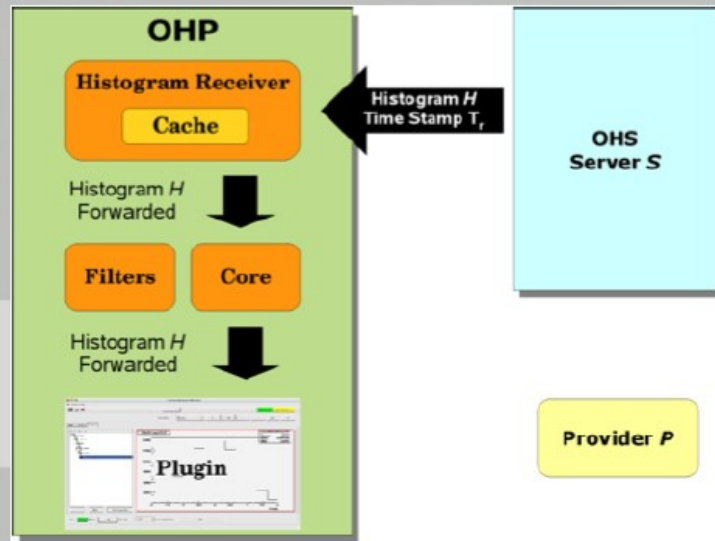 OHP
Histogram Receiver
Cache
Histogram H
Time Stamp Tr
OHS
Server S
Histogram H
Forwarded
Filters
Core
Histogram H
Forwarded
Plugin
Provider P